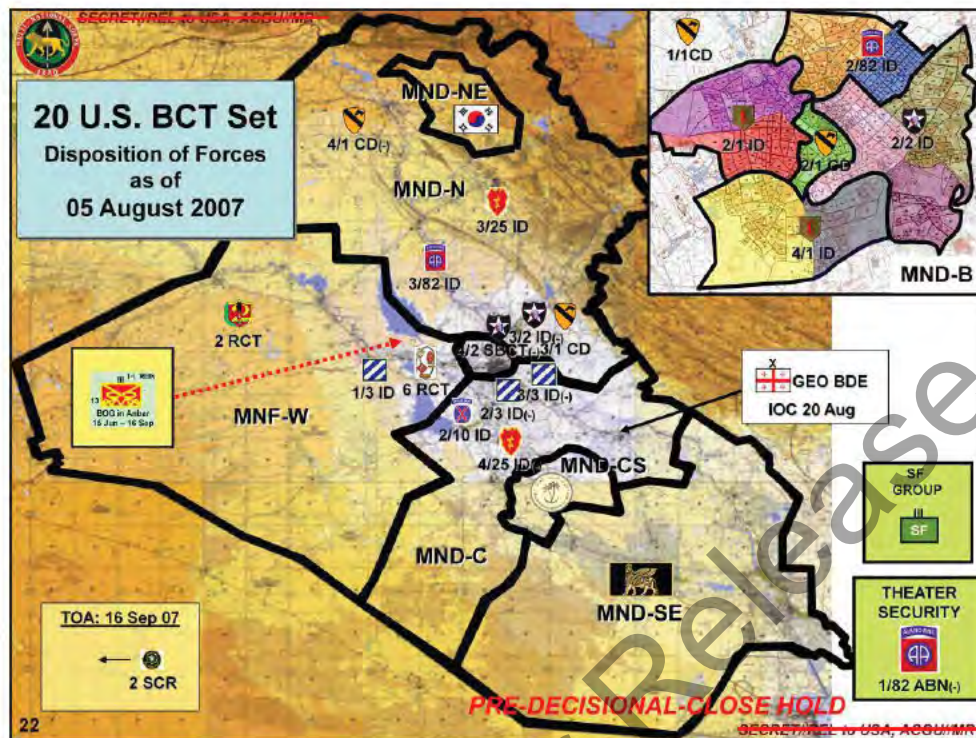 SECRET//REL to USA, ACGU//MR
20 U.S. BCT Set
Disposition of Forces
as of
05 August 2007
MND-NE
4/1 CD(-)
MND-N
3/25 ID
3/82 ID
2 RCT
BOG in Anbar
15 Jun – 16 Sep
MNF-W
1/3 ID
6 RCT
4/2 SBCT(-)
3/2 ID(-)
3/1 CD
3/3 ID(-)
2/3 ID(-)
2/10 ID
4/25 ID
MND-CS
MND-C
MND-SE
1/1CD
2/82 ID
2/1 ID
2/1 CD
2/2 ID
4/1 ID
MND-B
X
GEO BDE
IOC 20 Aug
SF
GROUP
III
SF
THEATER
SECURITY
AIRBORNE
AA
1/82 ABN(-)
TOA: 16 Sep 07
2 SCR
Release
PRE-DECISIONAL-CLOSE HOLD
22
SECRET//REL to USA, ACGU//MR